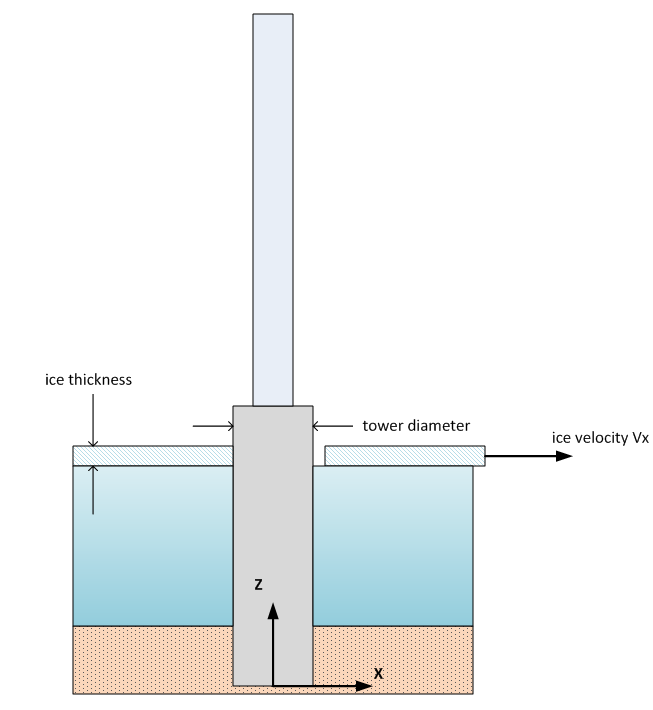 ice thickness
tower diameter
ice velocity Vx
Z
X